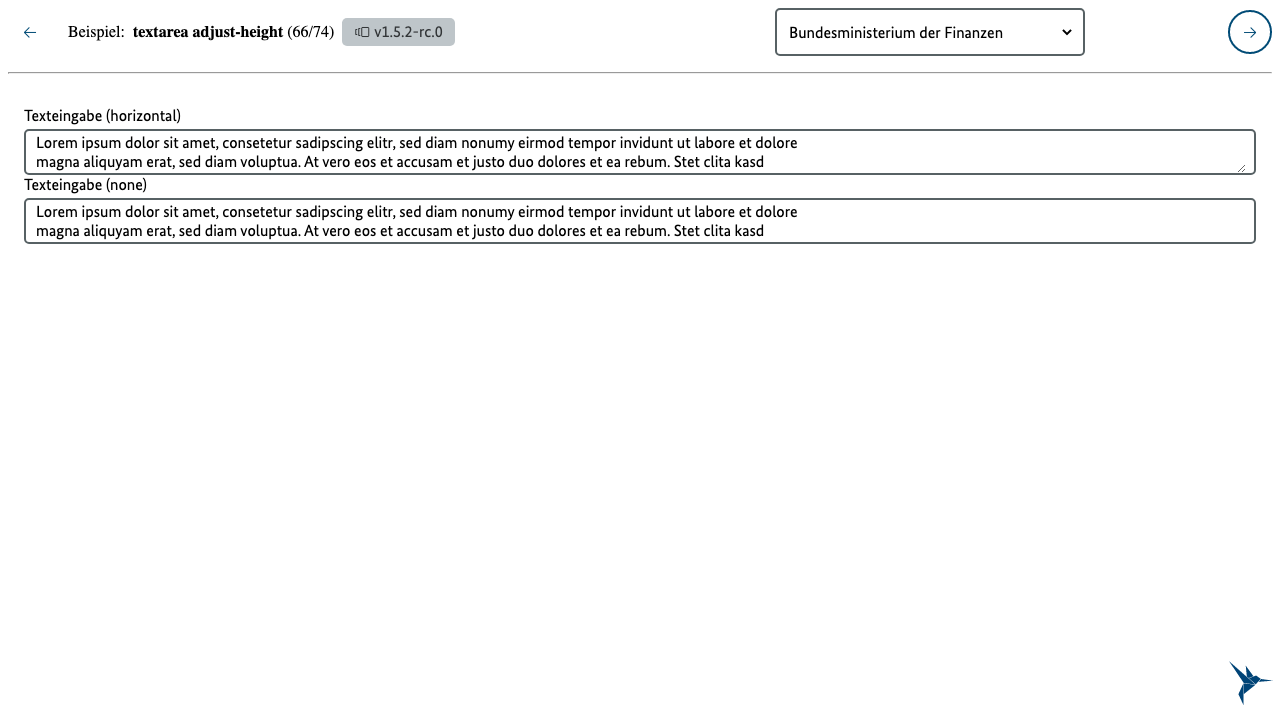 Beispiel: textarea adjust-height (66/74) v1.5.2-rc.0 Bundesministerium der Finanzen
Texteingabe (horizontal)
Lorem ipsum dolor sit amet, consetetur sadipscing elitr, sed diam nonumy eirmod tempor invidunt ut labore et dolore
magna aliquyam erat, sed diam voluptua. At vero eos et accusam et justo duo dolores et ea rebum. Stet clita kasd
Texteingabe (none)
Lorem ipsum dolor sit amet, consetetur sadipscing elitr, sed diam nonumy eirmod tempor invidunt ut labore et dolore
magna aliquyam erat, sed diam voluptua. At vero eos et accusam et justo duo dolores et ea rebum. Stet clita kasd